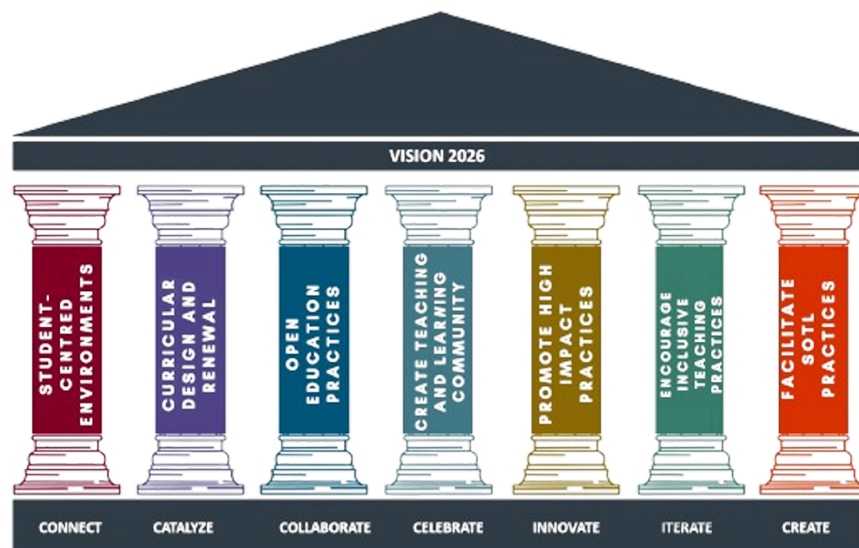 VISION 2026
STUDENT-
CENTRED
ENVIRONMENTS
CURRICULAR
DESIGN AND
RENEWAL
OPEN
EDUCATION
PRACTICES
CREATE TEACHING
AND LEARNING
COMMUNITY
PROMOTE HIGH
IMPACT
PRACTICES
ENCOURAGE
INCLUSIVE
TEACHING
PRACTICES
FACILITATE
SOTL
PRACTICES
CONNECT CATALYZE COLLABORATE CELEBRATE INNOVATE ITERATE CREATE